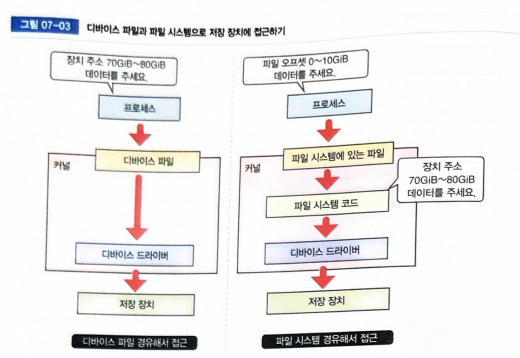 그림 07-03 디바이스 파일과 파일 시스템으로 저장 장치에 접근하기
장치 주소 70GiB~80GiB
데이터를 주세요.
프로세스
커널
디바이스 파일
디바이스 드라이버
저장 장치
디바이스 파일 경유해서 접근
파일 오프셋 0~10GiB
데이터를 주세요.
프로세스
커널
파일 시스템에 있는 파일
장치 주소
70GiB~80GiB
데이터를 주세요.
파일 시스템 코드
디바이스 드라이버
저장 장치
파일 시스템 경유해서 접근